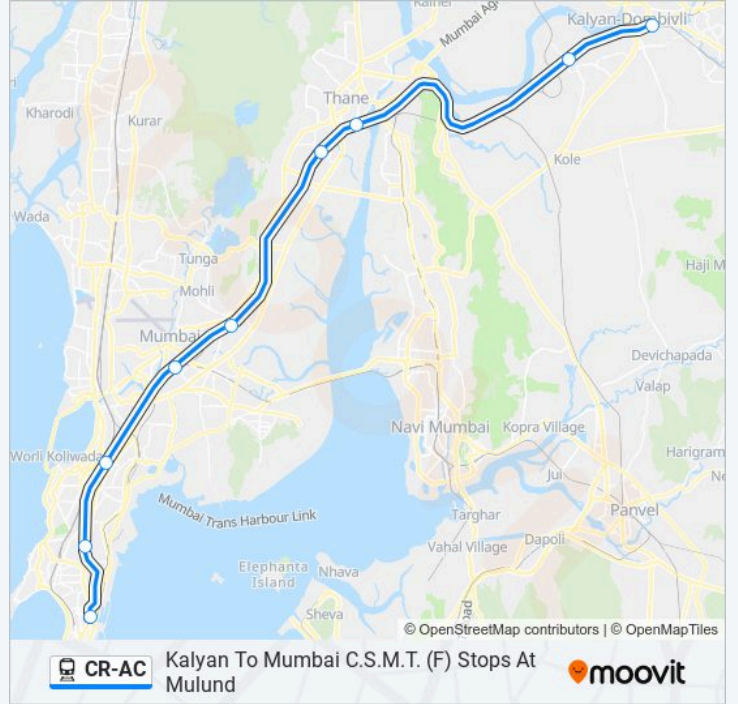 Kalyan-Dombivli
Thane
Kharodi
Kurar
Kole
Wada
Tunga
Haji M
Mohli
Mumbai
Devichapada
Valap
Navi Mumbai
Kopra Village
Worli Koliwada
Harigram
Jui
Mumbai Trans Harbour Link
Targhar
Panvel
Dapoli
Vahal Village
Elephanta
Island
Nhava
Sheva
© OpenStreetMap contributors | © OpenMapTiles
CR-AC
Kalyan To Mumbai C.S.M.T. (F) Stops At
Mulund
moovit